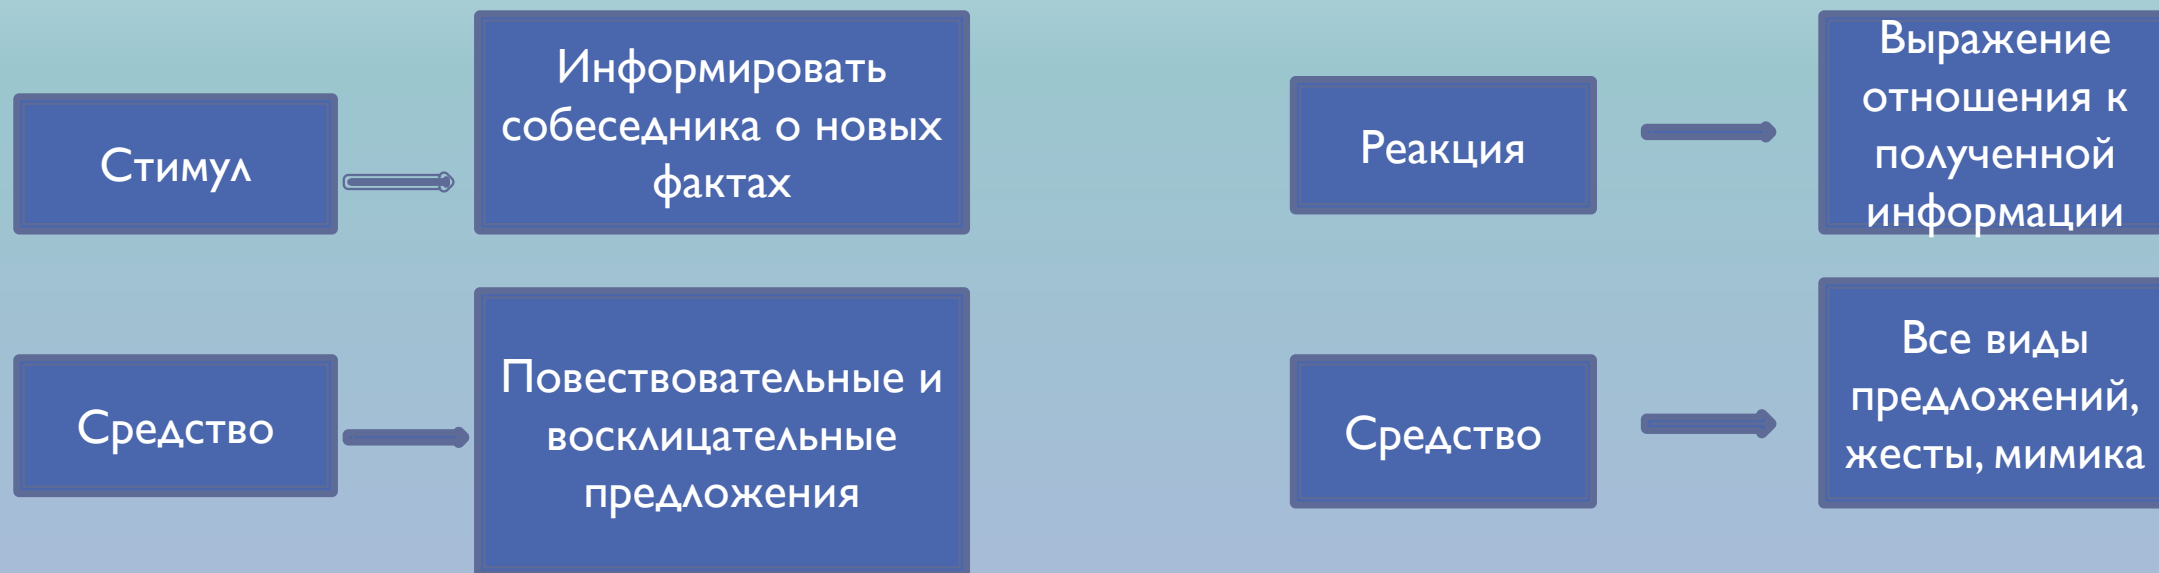 Стимул
Информировать
собеседника о новых
фактах
Реакция
Выражение
отношения к
полученной
информации
Средство
Повествовательные и
восклицательные
предложения
Средство
Все виды
предложений,
жесты, мимика